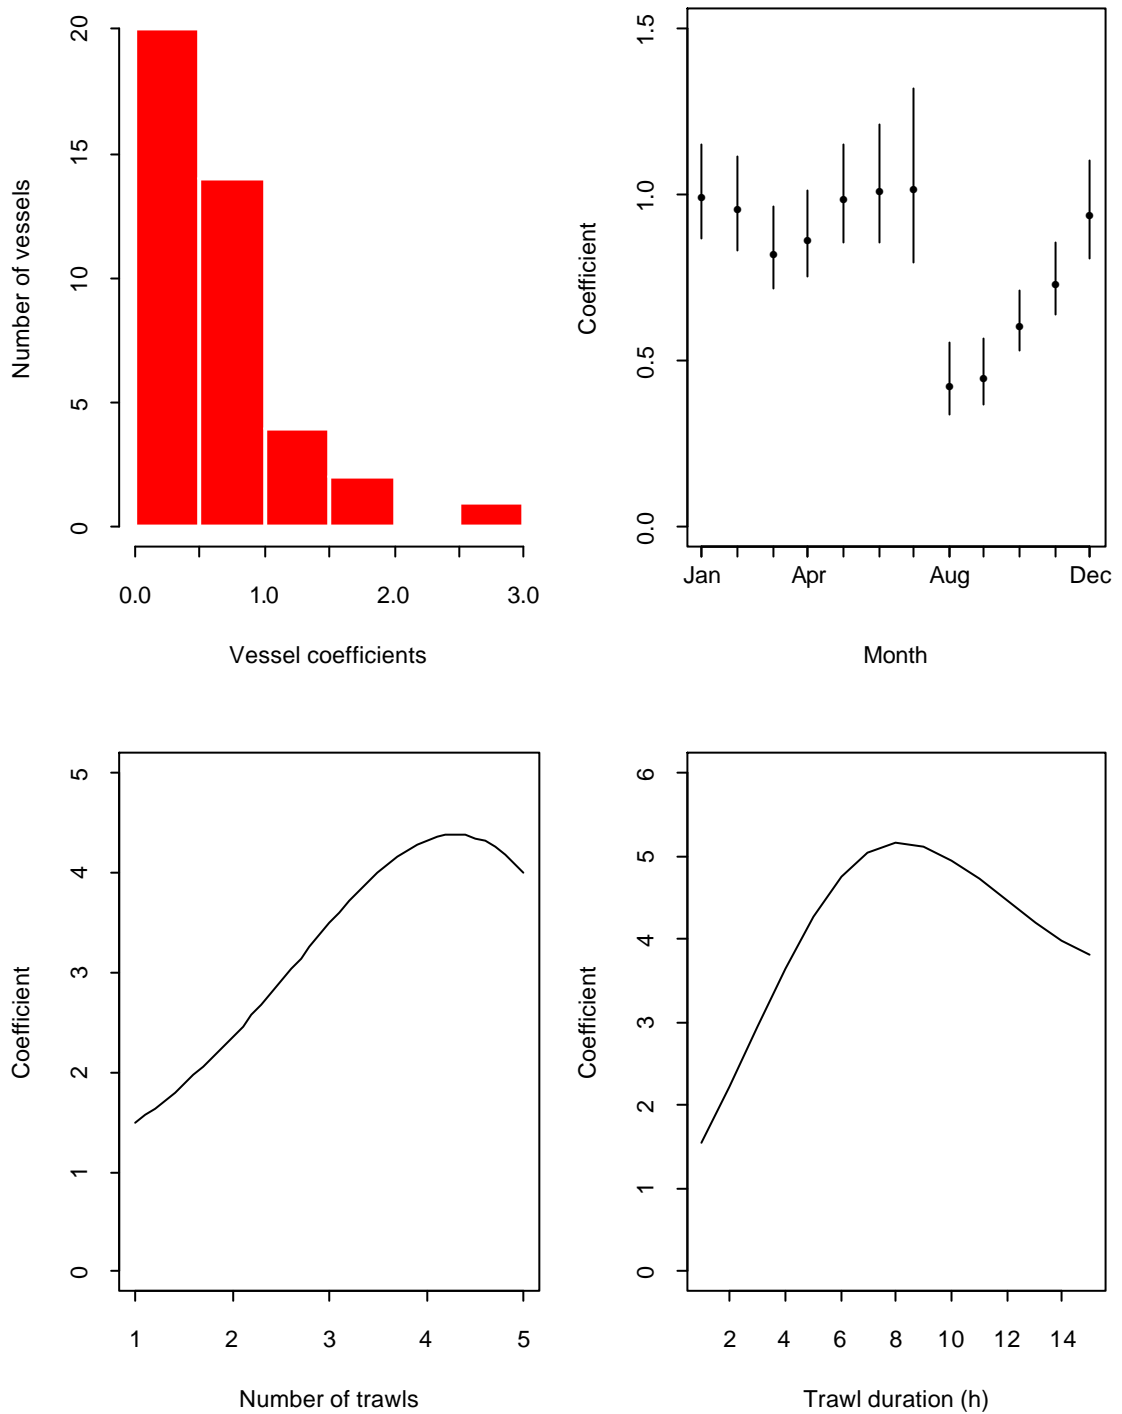 Number of vessels
20
15
10
5
0
0.0 1.0 2.0 3.0
Vessel coefficients
Coefficient
1.5
1.0
0.5
0.0
Jan Apr Aug Dec
Month
Coefficient
5
4
3
2
1
0
1 2 3 4 5
Number of trawls
Coefficient
6
5
4
3
2
1
0
2 4 6 8 10 12 14
Trawl duration (h)